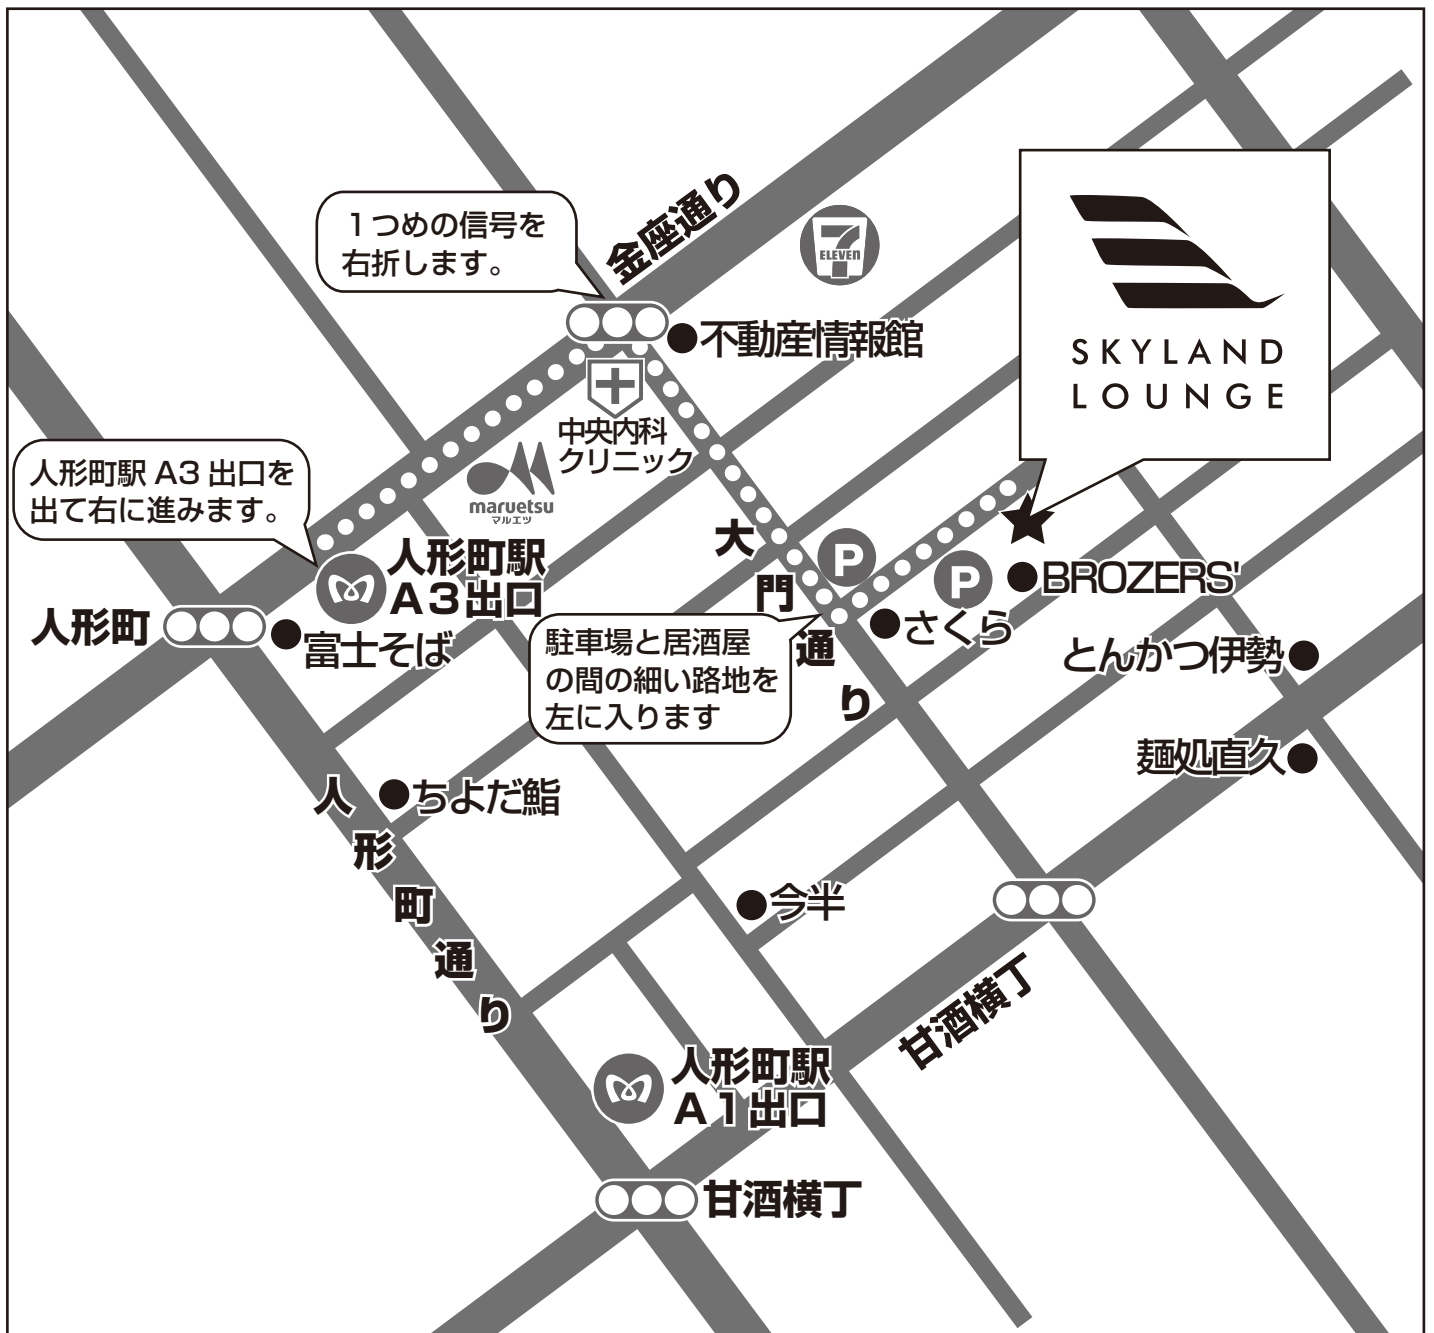 1つめの信号を
右折します。
金座通り
7
ELEVEN
SKYLAND
LOUNGE
不動産情報館
中央内科
クリニック
maruetsu
マルエツ
人形町駅 A3 出口を
出て右に進みます。
人形町駅
A3出口
人形町
富士そば
大門通り
P
P
BROZERS'
さくら
駐車場と居酒屋
の間の細い路地を
左に入ります
とんかつ伊勢
麺処直久
ちよだ鮨
人形町通り
今半
甘酒横丁
人形町駅
A1出口
甘酒横丁